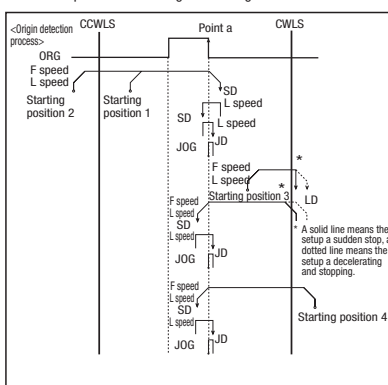 <Origin detection process>
CCWLS
Point a
CWLS
ORG
F speed
L speed
SD
Starting position 2
Starting position 1
L speed
SD
L speed
JOG
JD
F speed
L speed
*
Starting position 3
*
LD
F speed
L speed
SD
L speed
JOG
JD
* A solid line means the
setup a sudden stop, a
dotted line means the
setup a decelerating
and stopping.
F speed
L speed
SD
L speed
JOG
JD
Starting position 4